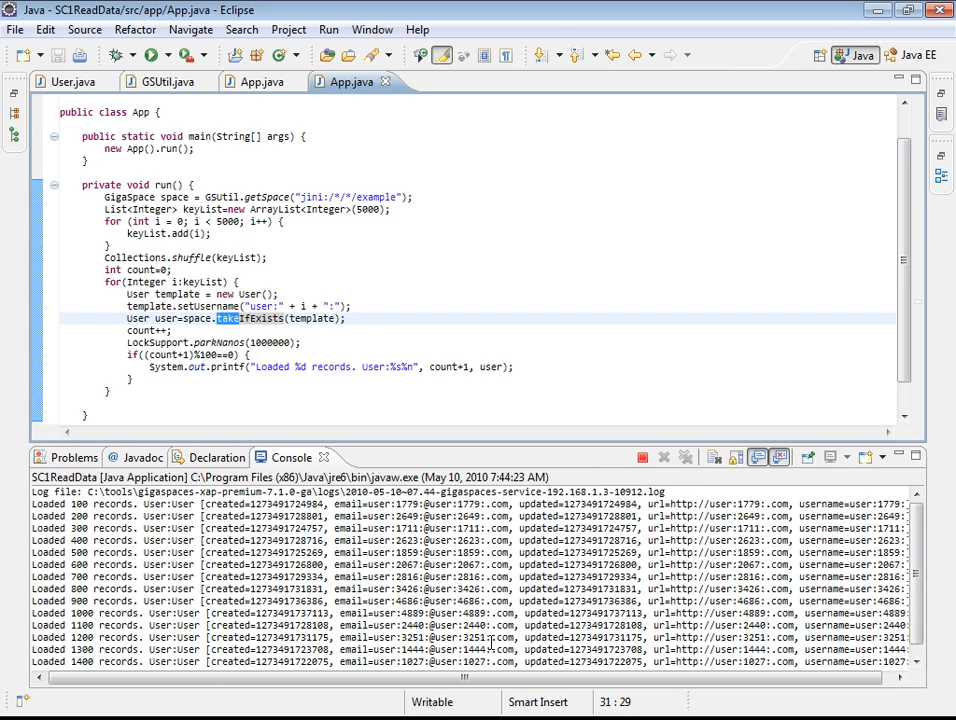 Java - SC1ReadData/src/app/App.java - Eclipse
File Edit Source Refactor Navigate Search Project Run Window Help
Java Java EE
User.java GSUtil.java App.java App.java
public class App {
public static void main(String[] args) {
new App().run();
}
private void run() {
GigaSpace space = GSUtil.getSpace("jini:/*/*/example");
List<Integer> keyList=new ArrayList<Integer>(5000);
for (int i = 0; i < 5000; i++) {
keyList.add(i);
}
Collections.shuffle(keyList);
int count=0;
for(Integer i:keyList) {
User template = new User();
template.setUsername("user:" + i + ":");
User user=space.takeIfExists(template);
count++;
LockSupport.parkNanos(1000000);
if((count+1)%100==0) {
System.out.printf("Loaded %d records. User:%s%n", count+1, user);
}
}
}
Problems @ Javadoc Declaration Console
SC1ReadData [Java Application] C:\Program Files (x86)\Java\jre6\bin\javaw.exe (May 10, 2010 7:44:23 AM)
Log file: C:\tools\gigaspaces-xap-premium-7.1.0-ga\logs\2010-05-10~07.44-gigaspaces-service-192.168.1.3-10912.log
Loaded 100 records. User:User [created=1273491724984, email=user:1779:@user:1779:.com, updated=1273491724984, url=http://user:1779:.com, username=user:1779:]
Loaded 200 records. User:User [created=1273491728801, email=user:2649:@user:2649:.com, updated=1273491728801, url=http://user:2649:.com, username=user:2649:]
Loaded 300 records. User:User [created=1273491724757, email=user:1711:@user:1711:.com, updated=1273491724757, url=http://user:1711:.com, username=user:1711:]
Loaded 400 records. User:User [created=1273491728716, email=user:2623:@user:2623:.com, updated=1273491728716, url=http://user:2623:.com, username=user:2623:]
Loaded 500 records. User:User [created=1273491725269, email=user:1859:@user:1859:.com, updated=1273491725269, url=http://user:1859:.com, username=user:1859:]
Loaded 600 records. User:User [created=1273491726800, email=user:2067:@user:2067:.com, updated=1273491726800, url=http://user:2067:.com, username=user:2067:]
Loaded 700 records. User:User [created=1273491729334, email=user:2816:@user:2816:.com, updated=1273491729334, url=http://user:2816:.com, username=user:2816:]
Loaded 800 records. User:User [created=1273491731831, email=user:3426:@user:3426:.com, updated=1273491731831, url=http://user:3426:.com, username=user:3426:]
Loaded 900 records. User:User [created=1273491736386, email=user:4686:@user:4686:.com, updated=1273491736386, url=http://user:4686:.com, username=user:4686:]
Loaded 1000 records. User:User [created=1273491737113, email=user:4889:@user:4889:.com, updated=1273491737113, url=http://user:4889:.com, username=user:4889
Loaded 1100 records. User:User [created=1273491728108, email=user:2440:@user:2440:.com, updated=1273491728108, url=http://user:2440:.com, username=user:2440
Loaded 1200 records. User:User [created=1273491731175, email=user:3251:@user:3251:.com, updated=1273491731175, url=http://user:3251:.com, username=user:3251
Loaded 1300 records. User:User [created=1273491723708, email=user:1444:@user:1444:.com, updated=1273491723708, url=http://user:1444:.com, username=user:1444
Loaded 1400 records. User:User [created=1273491722075, email=user:1027:@user:1027:.com, updated=1273491722075, url=http://user:1027:.com, username=user:1027:
Writable Smart Insert 31 : 29